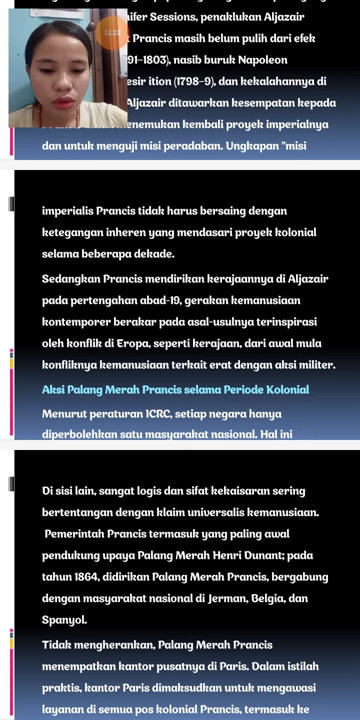 nifer Sessions, penaklukan Aljazair
12.22
t Prancis masih belum pulih dari efek
91–1803), nasib buruk Napoleon
esir ition (1798–9), dan kekalahannya di
Aljazair ditawarkan kesempatan kepada
menemukan kembali proyek imperialnya
dan untuk menguji misi peradaban. Ungkapan "misi
imperialis Prancis tidak harus bersaing dengan
ketegangan inheren yang mendasari proyek kolonial
selama beberapa dekade.
Sedangkan Prancis mendirikan kerajaannya di Aljazair
pada pertengahan abad-19, gerakan kemanusiaan
kontemporer berakar pada asal-usulnya terinspirasi
oleh konflik di Eropa, seperti kerajaan, dari awal mula
konfliknya kemanusiaan terkait erat dengan aksi militer.
Aksi Palang Merah Prancis selama Periode Kolonial
Menurut peraturan ICRC, setiap negara hanya
diperbolehkan satu masyarakat nasional. Hal ini
Di sisi lain, sangat logis dan sifat kekaisaran sering
bertentangan dengan klaim universalis kemanusiaan.
Pemerintah Prancis termasuk yang paling awal
pendukung upaya Palang Merah Henri Dunant; pada
tahun 1864, didirikan Palang Merah Prancis, bergabung
dengan masyarakat nasional di Jerman, Belgia, dan
Spanyol.
Tidak mengherankan, Palang Merah Prancis
menempatkan kantor pusatnya di Paris. Dalam istilah
praktis, kantor Paris dimaksudkan untuk mengawasi
layanan di semua pos kolonial Prancis, termasuk ke